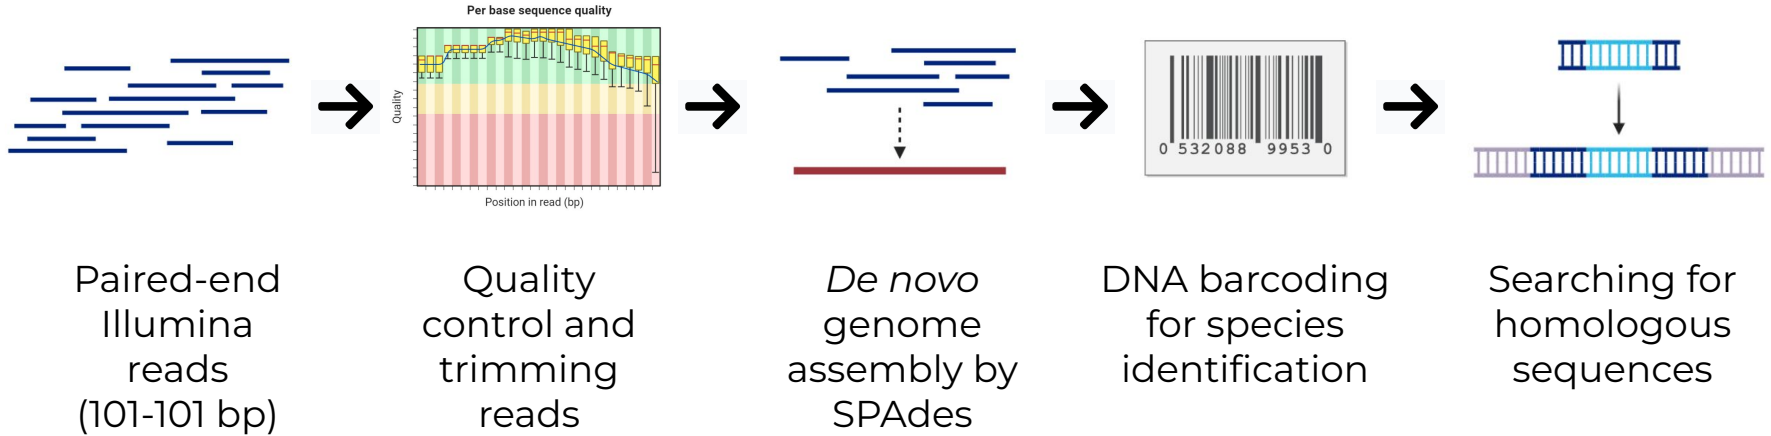 Per base sequence quality
Quality
Position in read (bp)
0 532088 9953 0
Paired-end
Illumina
reads
(101-101 bp)
Quality
control and
trimming
reads
De novo
genome
assembly by
SPAdes
DNA barcoding
for species
identification
Searching for
homologous
sequences